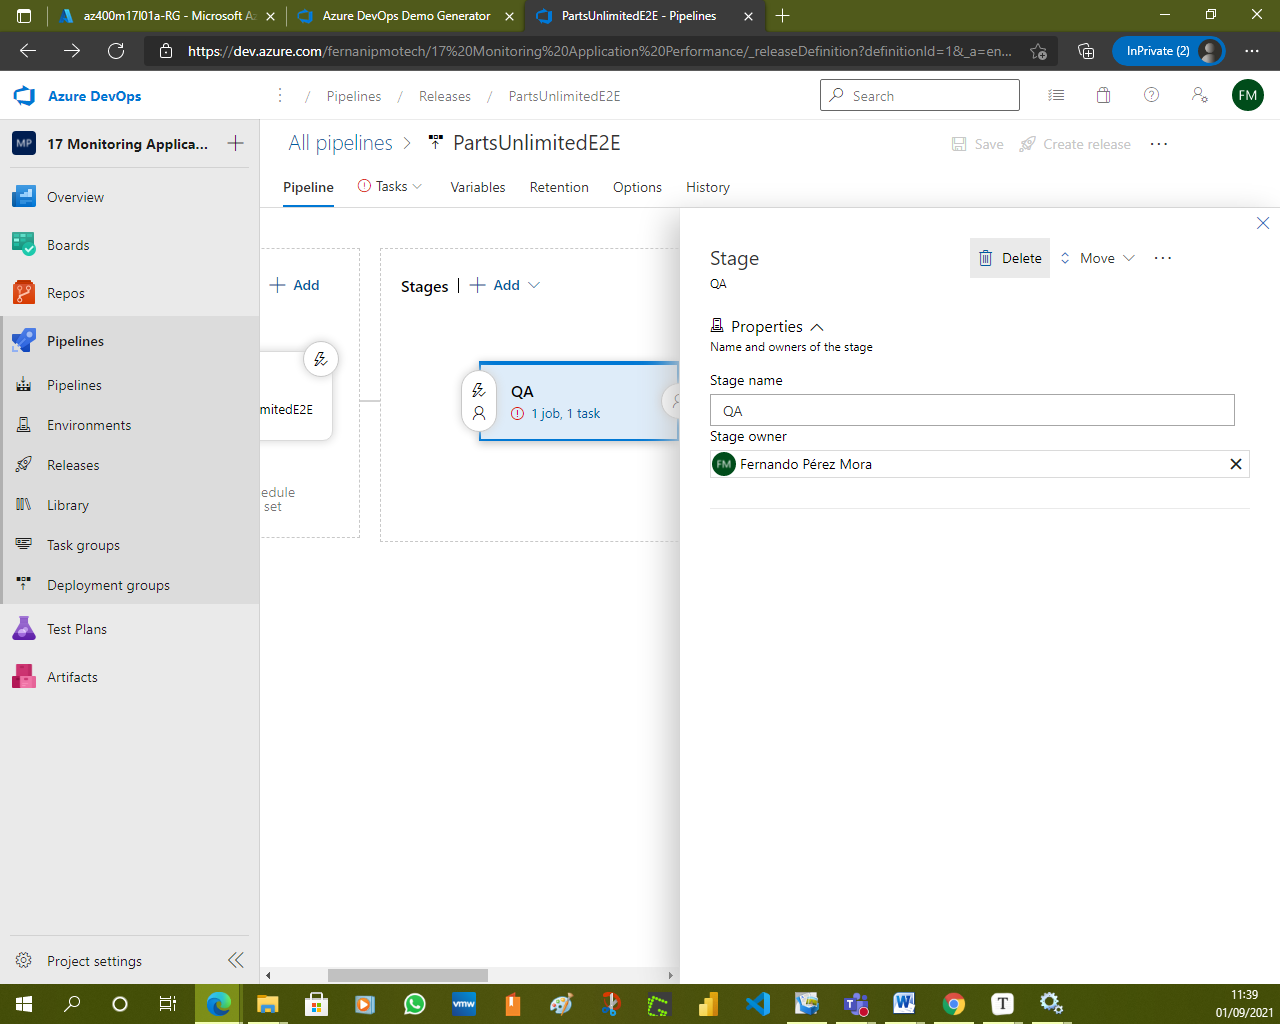 az400m17l01a-RG - Microsoft Az
Azure DevOps Demo Generator
PartsUnlimitedE2E - Pipelines
https://dev.azure.com/fernanipmotech/17%20Monitoring%20Application%20Performance/_releaseDefinition?definitionId=1&_a=en...
InPrivate (2)
Azure DevOps
/ Pipelines / Releases / PartsUnlimitedE2E
Search
FM
MP 17 Monitoring Applica...
All pipelines > PartsUnlimitedE2E
Save
Create release
Pipeline
Tasks
Variables
Retention
Options
History
Overview
Boards
Repos
Pipelines
Pipelines
Environments
Releases
Library
Task groups
Deployment groups
Test Plans
Artifacts
Project settings
Add
mitedE2E
edule
set
Stages | Add
QA
1 job, 1 task
Stage
QA
Delete
Move
Properties
Name and owners of the stage
Stage name
QA
Stage owner
FM Fernando Pérez Mora
vmw
T
11:39
01/09/2021